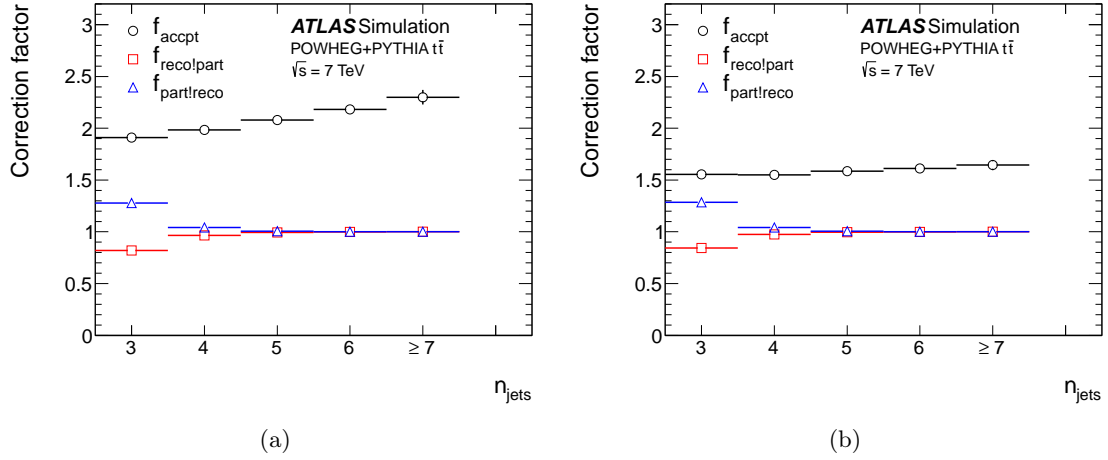 Correction factor
3
2.5
2
1.5
1
0.5
0
f_accpt
f_reco!part
f_part!reco
ATLAS Simulation
POWHEG+PYTHIA tt̄
√s = 7 TeV
3 4 5 6 ≥ 7
n_jets
(a)
Correction factor
3
2.5
2
1.5
1
0.5
0
f_accpt
f_reco!part
f_part!reco
ATLAS Simulation
POWHEG+PYTHIA tt̄
√s = 7 TeV
3 4 5 6 ≥ 7
n_jets
(b)